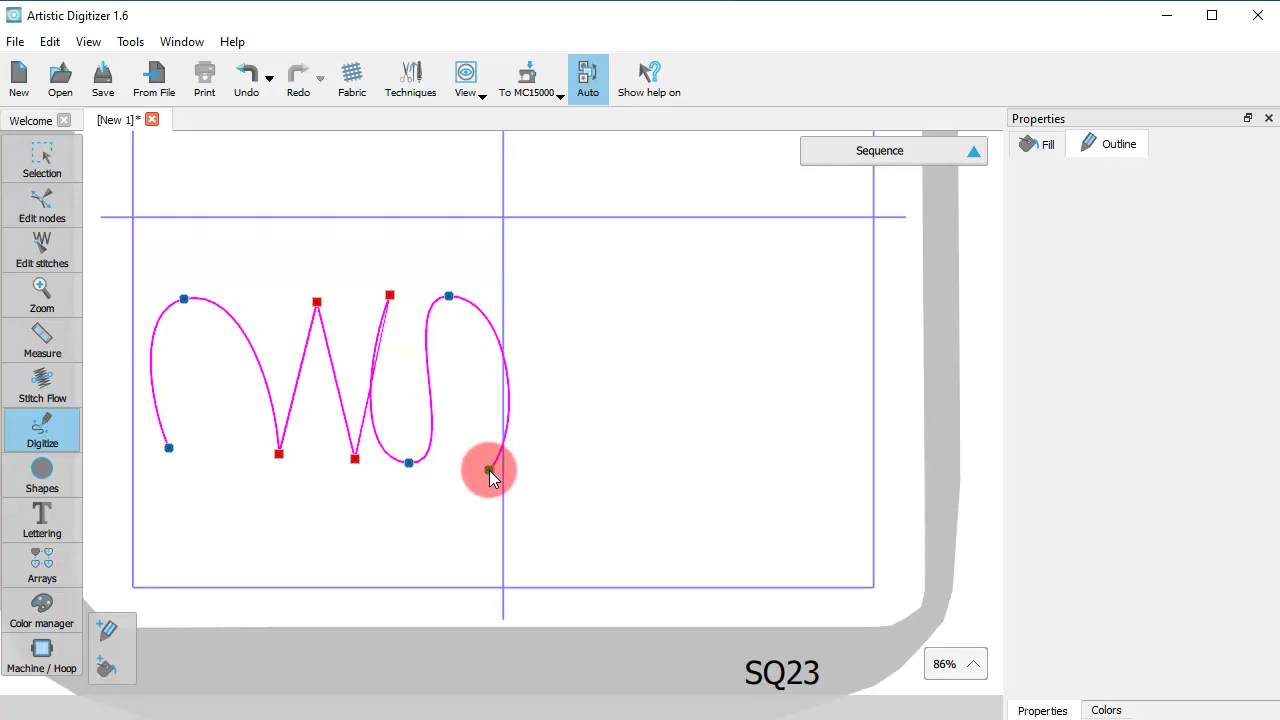 Artistic Digitizer 1.6
File Edit View Tools Window Help
New Open Save From File Print Undo Redo Fabric Techniques View To MC15000 Auto Show help on
Welcome [New 1]* Properties
Selection
Sequence
Fill Outline
Edit nodes
Edit stitches
Zoom
Measure
Stitch Flow
Digitize
Shapes
Lettering
Arrays
Color manager
Machine / Hoop
SQ23
86%
Properties Colors